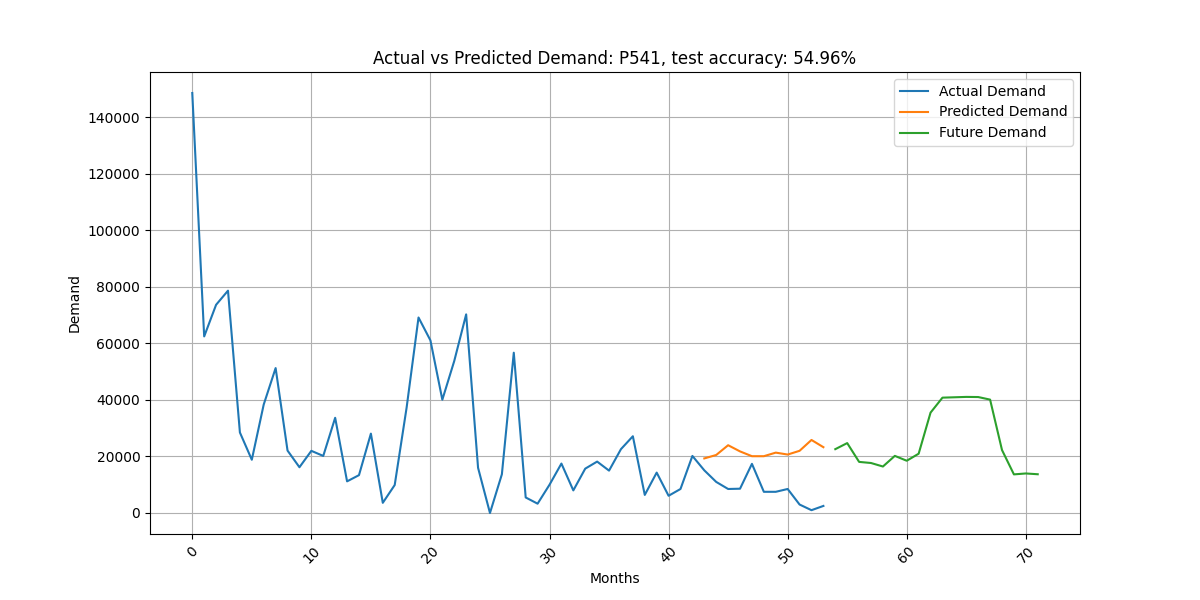 Actual vs Predicted Demand: P541, test accuracy: 54.96%
Actual Demand
Predicted Demand
Future Demand
140000
120000
100000
80000
60000
40000
20000
0
Demand
0 10 20 30 40 50 60 70
Months